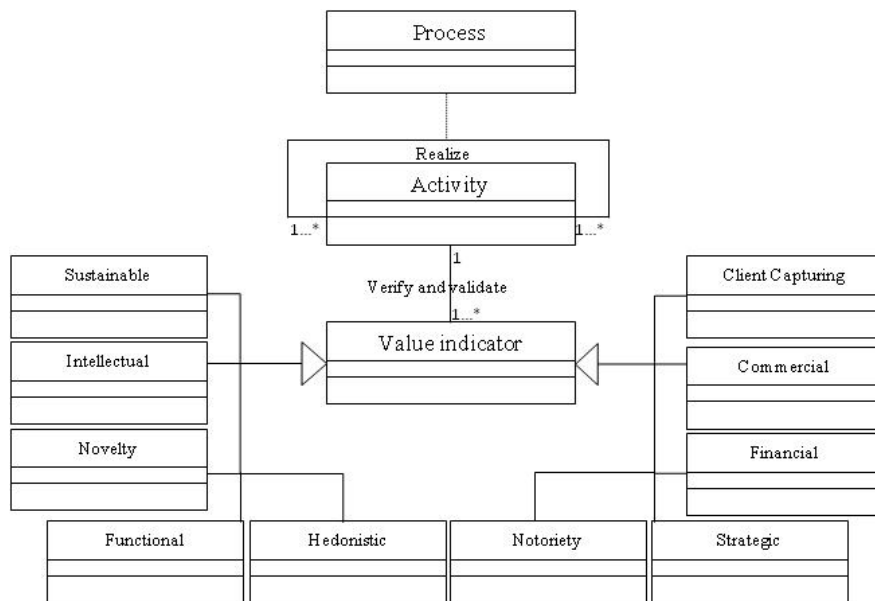 Process
Realize
Activity
1...*
1...*
1
Verify and validate
1...*
Value indicator
Sustainable
Intellectual
Novelty
Client Capturing
Commercial
Financial
Functional
Hedonistic
Notoriety
Strategic